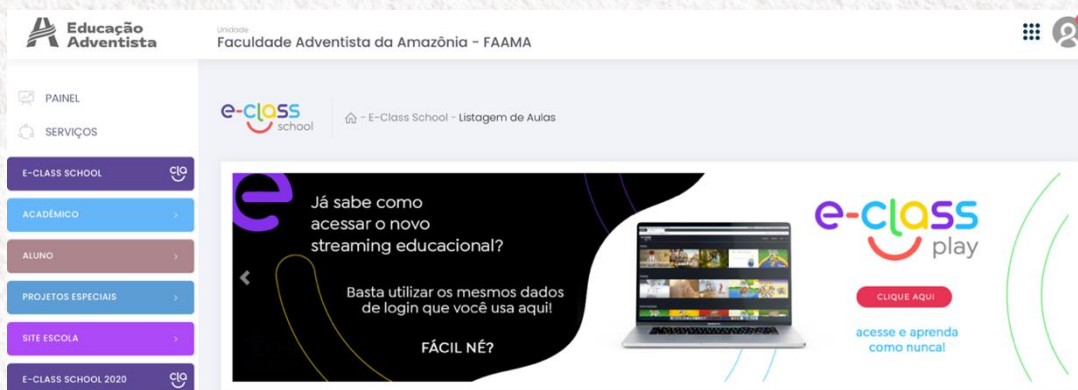 Educação
Adventista
Unidade
Faculdade Adventista da Amazônia - FAAMA
PAINEL
SERVIÇOS
E-CLASS SCHOOL
ACADÊMICO
ALUNO
PROJETOS ESPECIAIS
SITE ESCOLA
E-CLASS SCHOOL 2020
e-class
school
- E-Class School - Listagem de Aulas
Já sabe como
acessar o novo
streaming educacional?
Basta utilizar os mesmos dados
de login que você usa aqui!
FÁCIL NÉ?
e-class
play
CLIQUE AQUI
acesse e aprenda
como nunca!